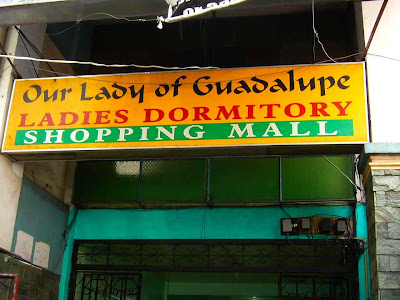 Our Lady of Guadalupe
LADIES DORMITORY
SHOPPING MALL